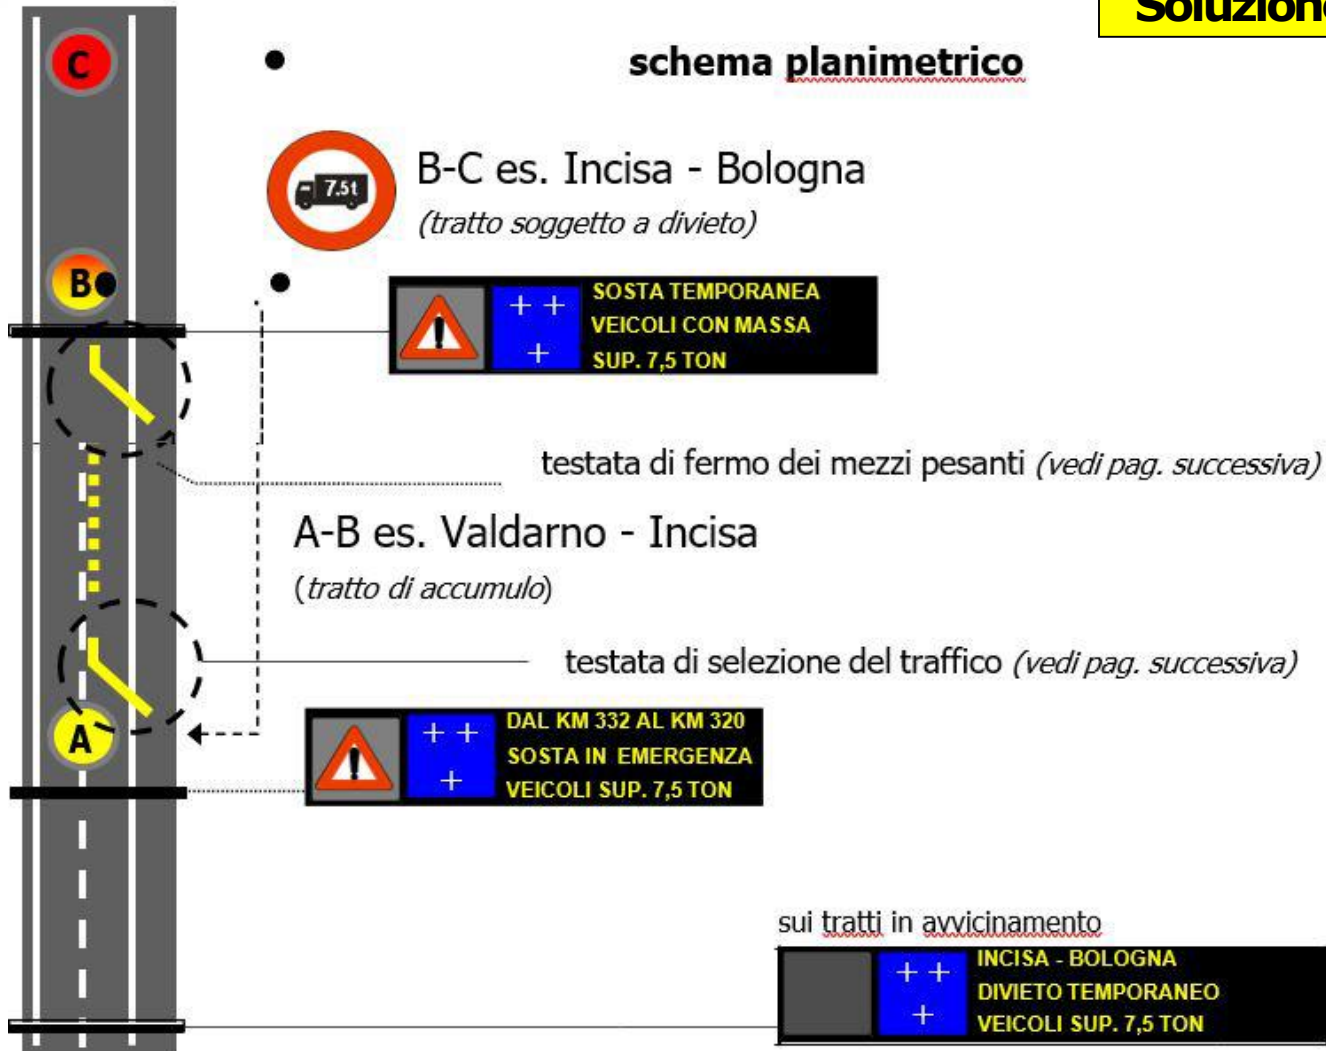 Soluzione
C
schema planimetrico
7,5t
B-C es. Incisa - Bologna
(tratto soggetto a divieto)
B
SOSTA TEMPORANEA
VEICOLI CON MASSA
SUP. 7,5 TON
testata di fermo dei mezzi pesanti (vedi pag. successiva)
A-B es. Valdarno - Incisa
(tratto di accumulo)
testata di selezione del traffico (vedi pag. successiva)
A
DAL KM 332 AL KM 320
SOSTA IN EMERGENZA
VEICOLI SUP. 7,5 TON
sui tratti in avvicinamento
INCISA - BOLOGNA
DIVIETO TEMPORANEO
VEICOLI SUP. 7,5 TON